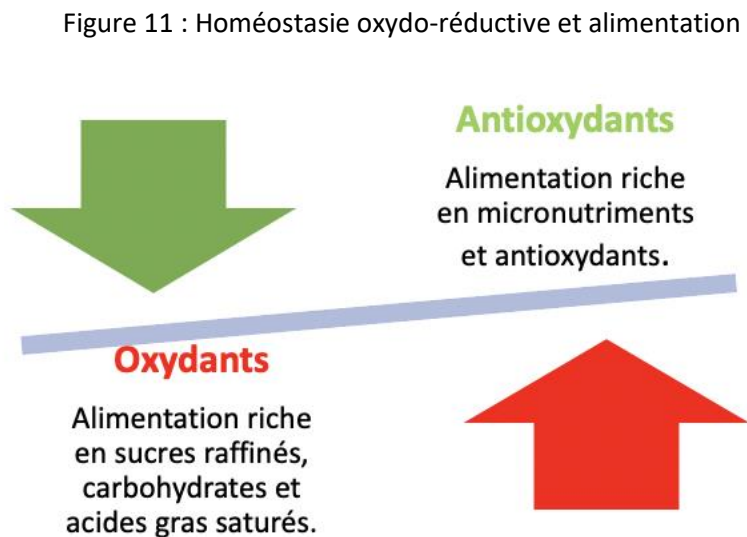 Figure 11 : Homéostasie oxydo-réductive et alimentation
Antioxydants
Alimentation riche
en micronutriments
et antioxydants.
Oxydants
Alimentation riche
en sucres raffinés,
carbohydrates et
acides gras saturés.